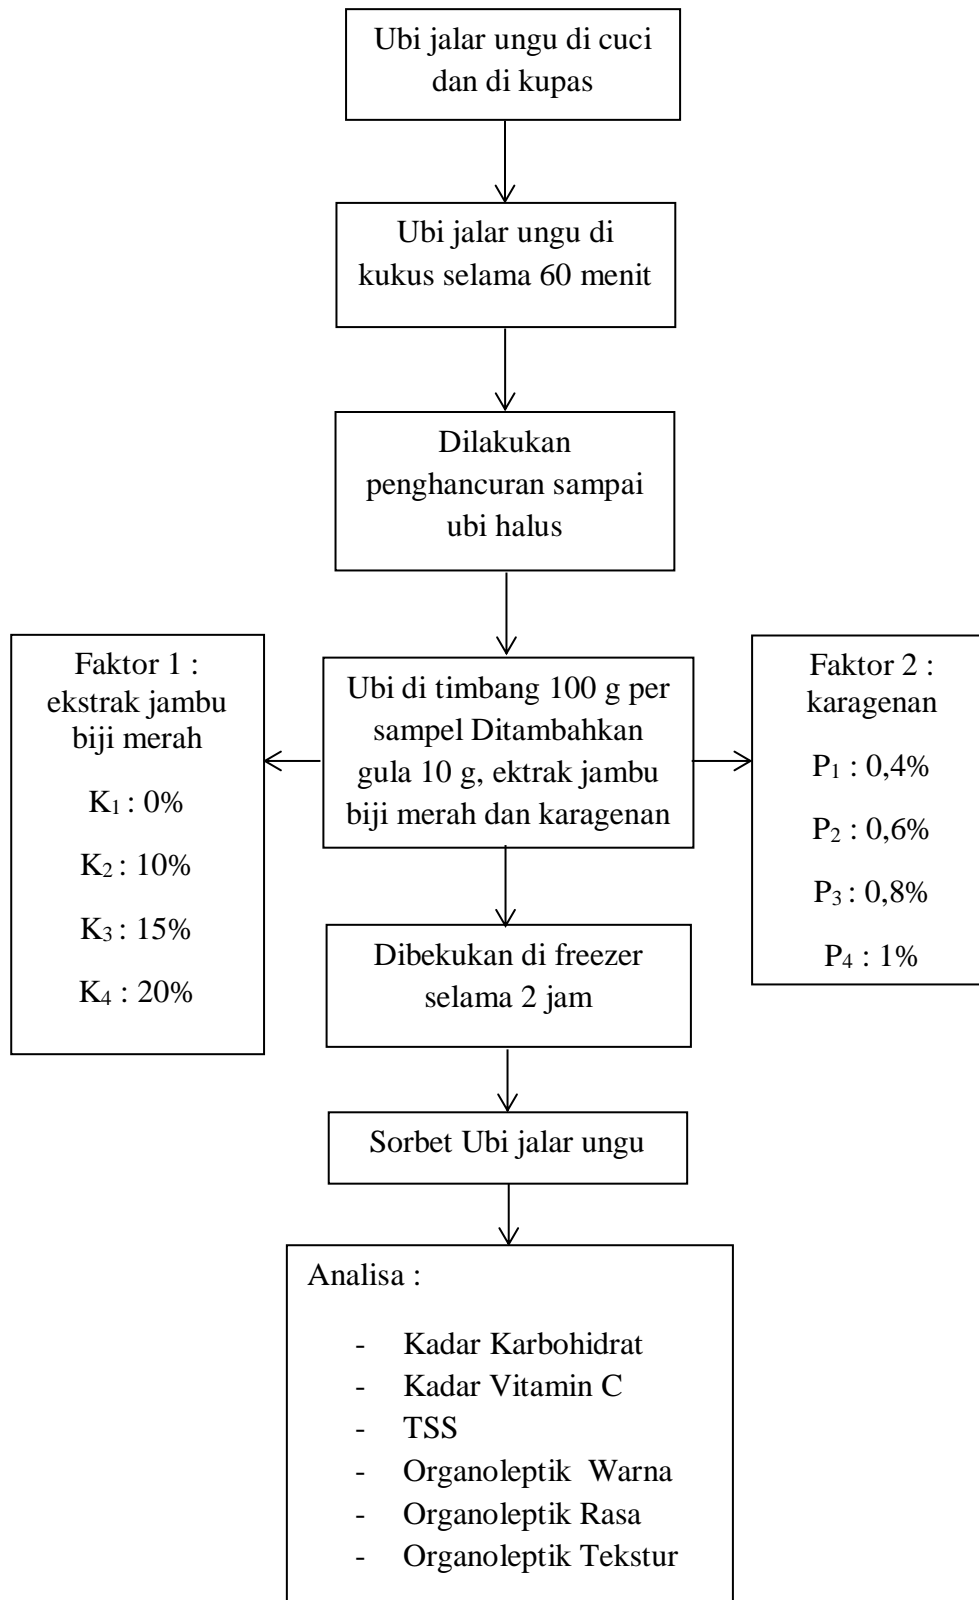 Ubi jalar ungu di cuci
dan di kupas
Ubi jalar ungu di
kukus selama 60 menit
Dilakukan
penghancuran sampai
ubi halus
Faktor 1 :
ekstrak jambu
biji merah
K₁ : 0%
K₂ : 10%
K₃ : 15%
K₄ : 20%
Ubi di timbang 100 g per
sampel Ditambahkan
gula 10 g, ektrak jambu
biji merah dan karagenan
Faktor 2 :
karagenan
P₁ : 0,4%
P₂ : 0,6%
P₃ : 0,8%
P₄ : 1%
Dibekukan di freezer
selama 2 jam
Sorbet Ubi jalar ungu
Analisa :
- Kadar Karbohidrat
- Kadar Vitamin C
- TSS
- Organoleptik Warna
- Organoleptik Rasa
- Organoleptik Tekstur